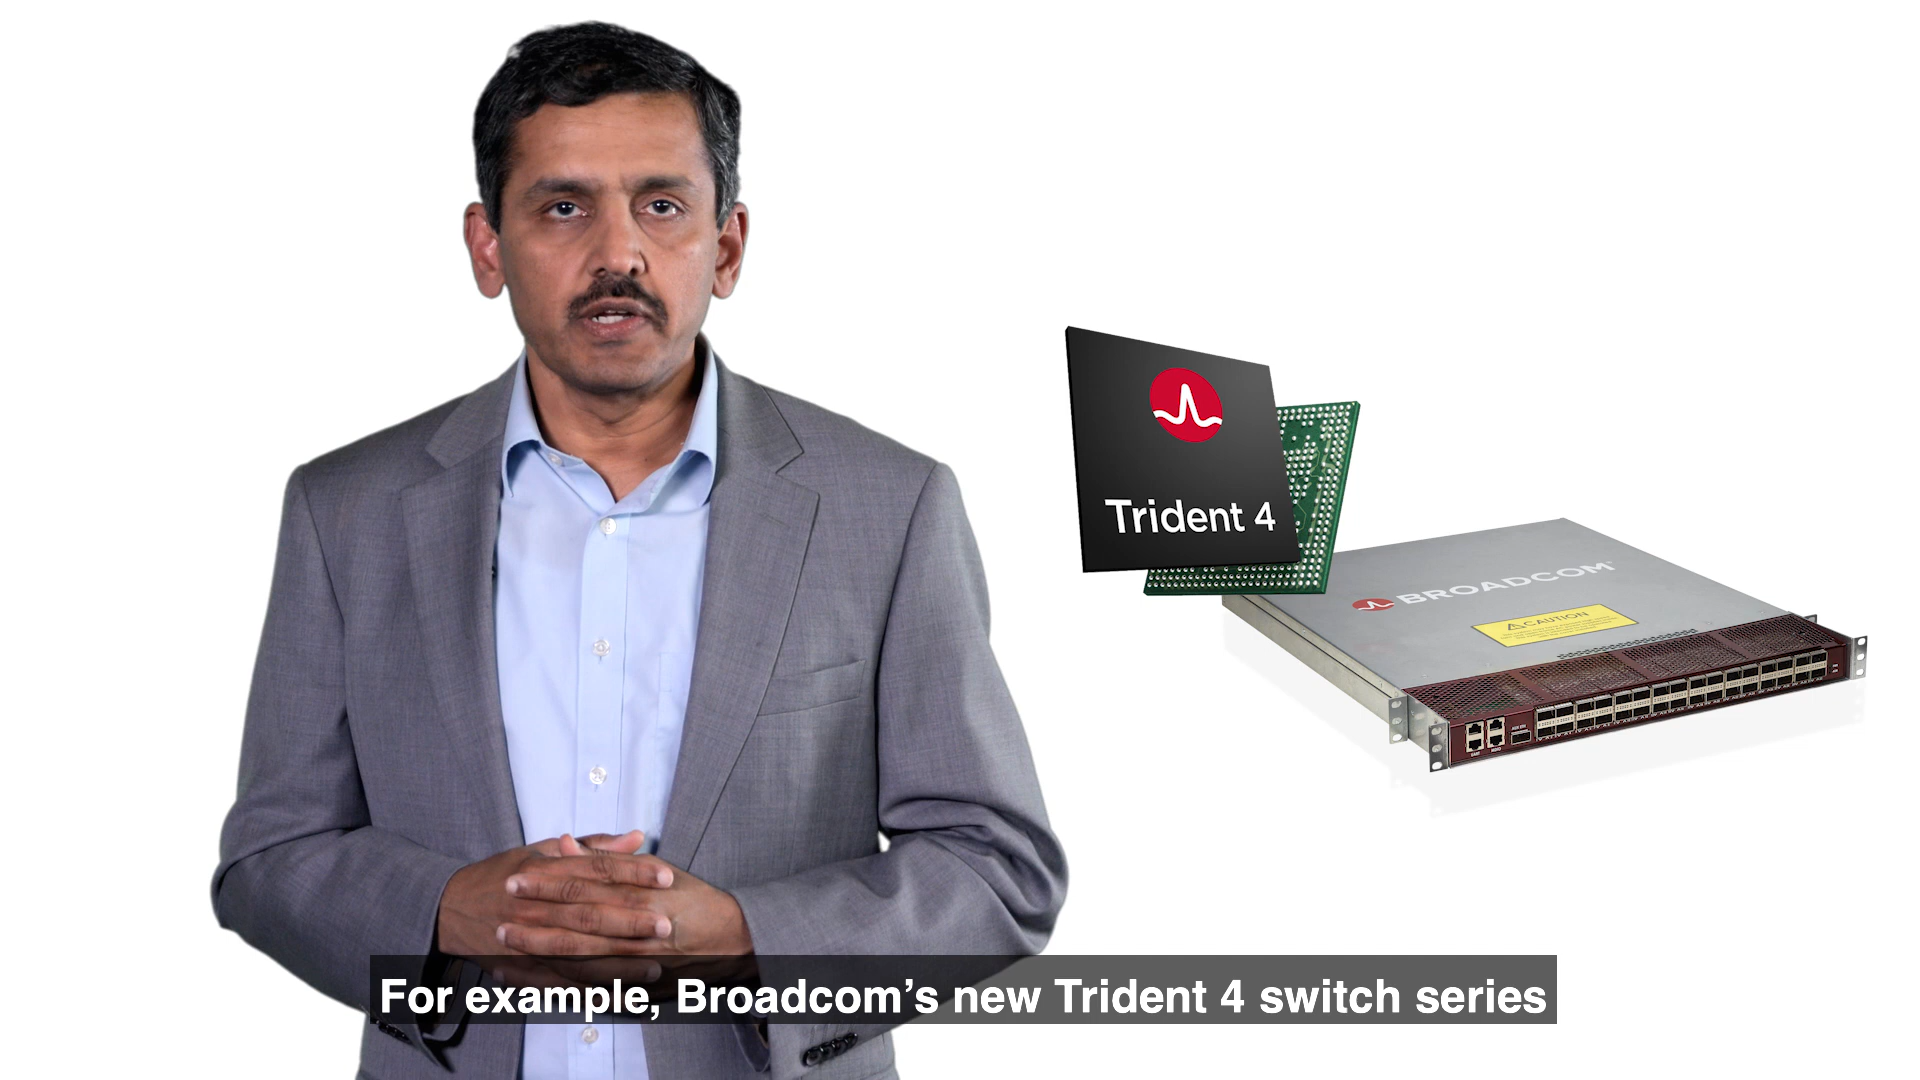 Trident 4
BROADCOM
CAUTION
For example, Broadcom’s new Trident 4 switch series